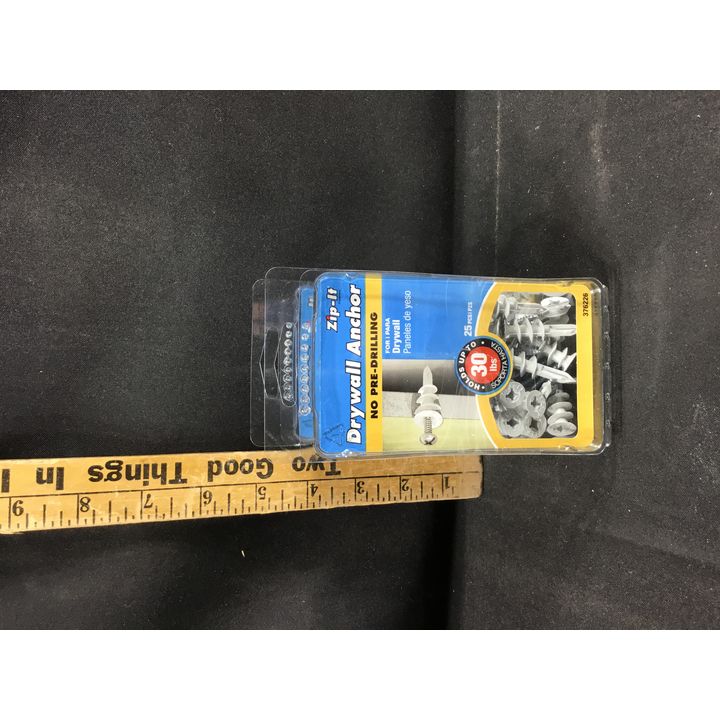 Zip-It
Drywall Anchor
NO PRE-DRILLING
FOR / PARA
Drywall
Paneles de yeso
25 PCS / PZS
HOLDS UP TO
30
lbs
SOPORTA HASTA
376226
Two Good Things In
1 2 3 4 5 6 7 8 9